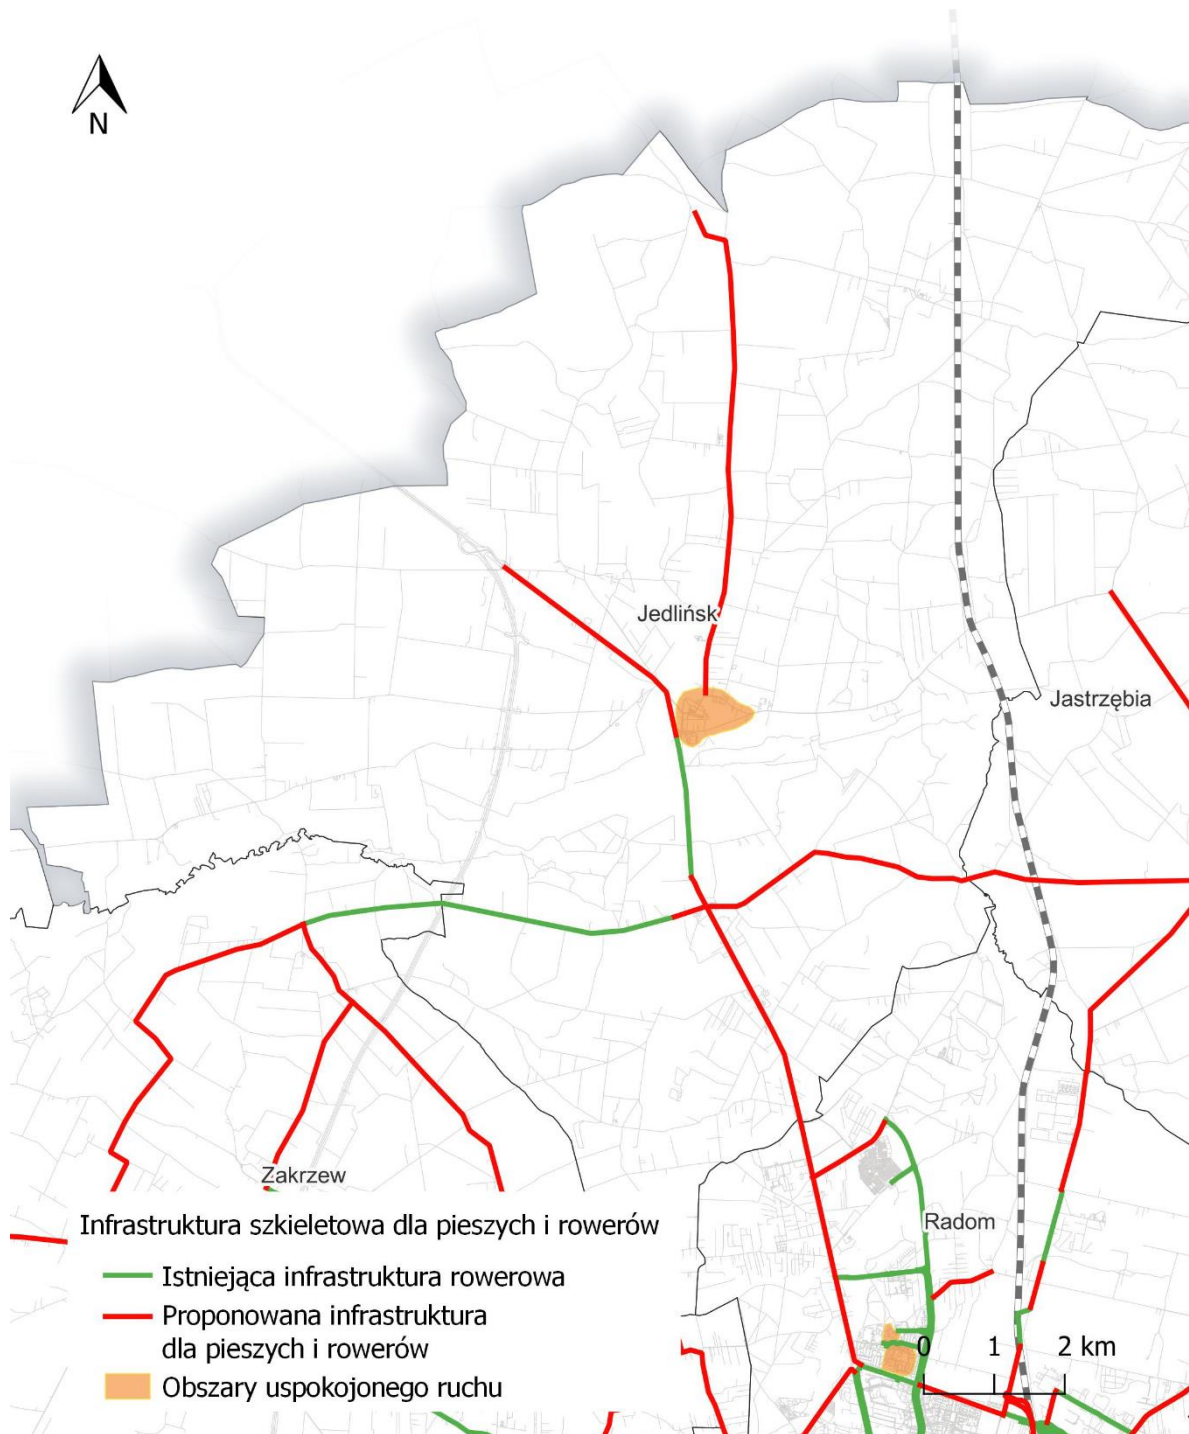 N
Jedlińsk
Jastrzębia
Zakrzew
Radom
Infrastruktura szkieletowa dla pieszych i rowerów
Istniejąca infrastruktura rowerowa
Proponowana infrastruktura
dla pieszych i rowerów
Obszary uspokojonego ruchu
0 1 2 km